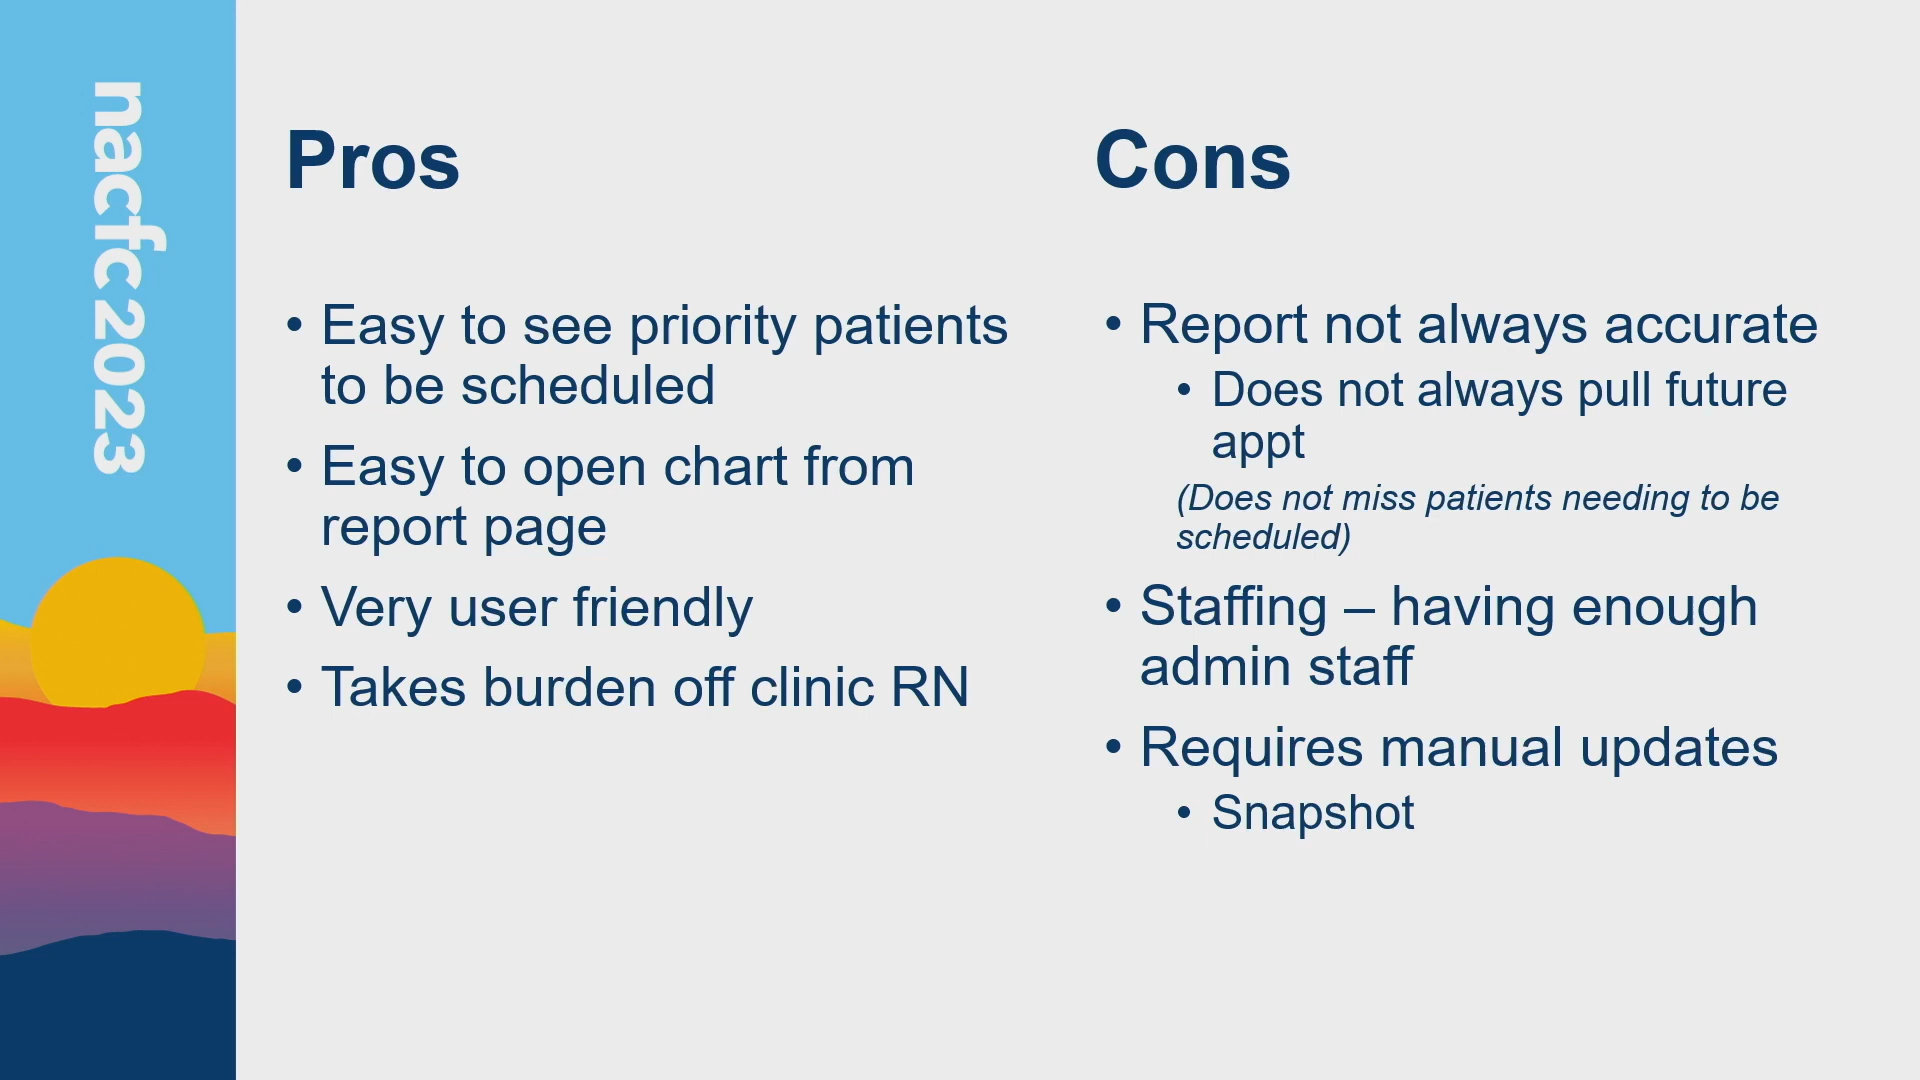 nacfc 2023
Pros
• Easy to see priority patients
to be scheduled
• Easy to open chart from
report page
• Very user friendly
• Takes burden off clinic RN
Cons
• Report not always accurate
• Does not always pull future
appt
(Does not miss patients needing to be
scheduled)
• Staffing – having enough
admin staff
• Requires manual updates
• Snapshot